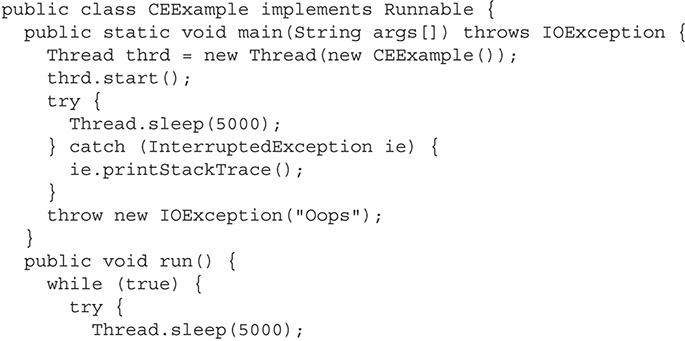 public class CEExample implements Runnable {
  public static void main(String args[]) throws IOException {
    Thread thrd = new Thread(new CEExample());
    thrd.start();
    try {
      Thread.sleep(5000);
    } catch (InterruptedException ie) {
      ie.printStackTrace();
    }
    throw new IOException("Oops");
  }
  public void run() {
    while (true) {
      try {
        Thread.sleep(5000);